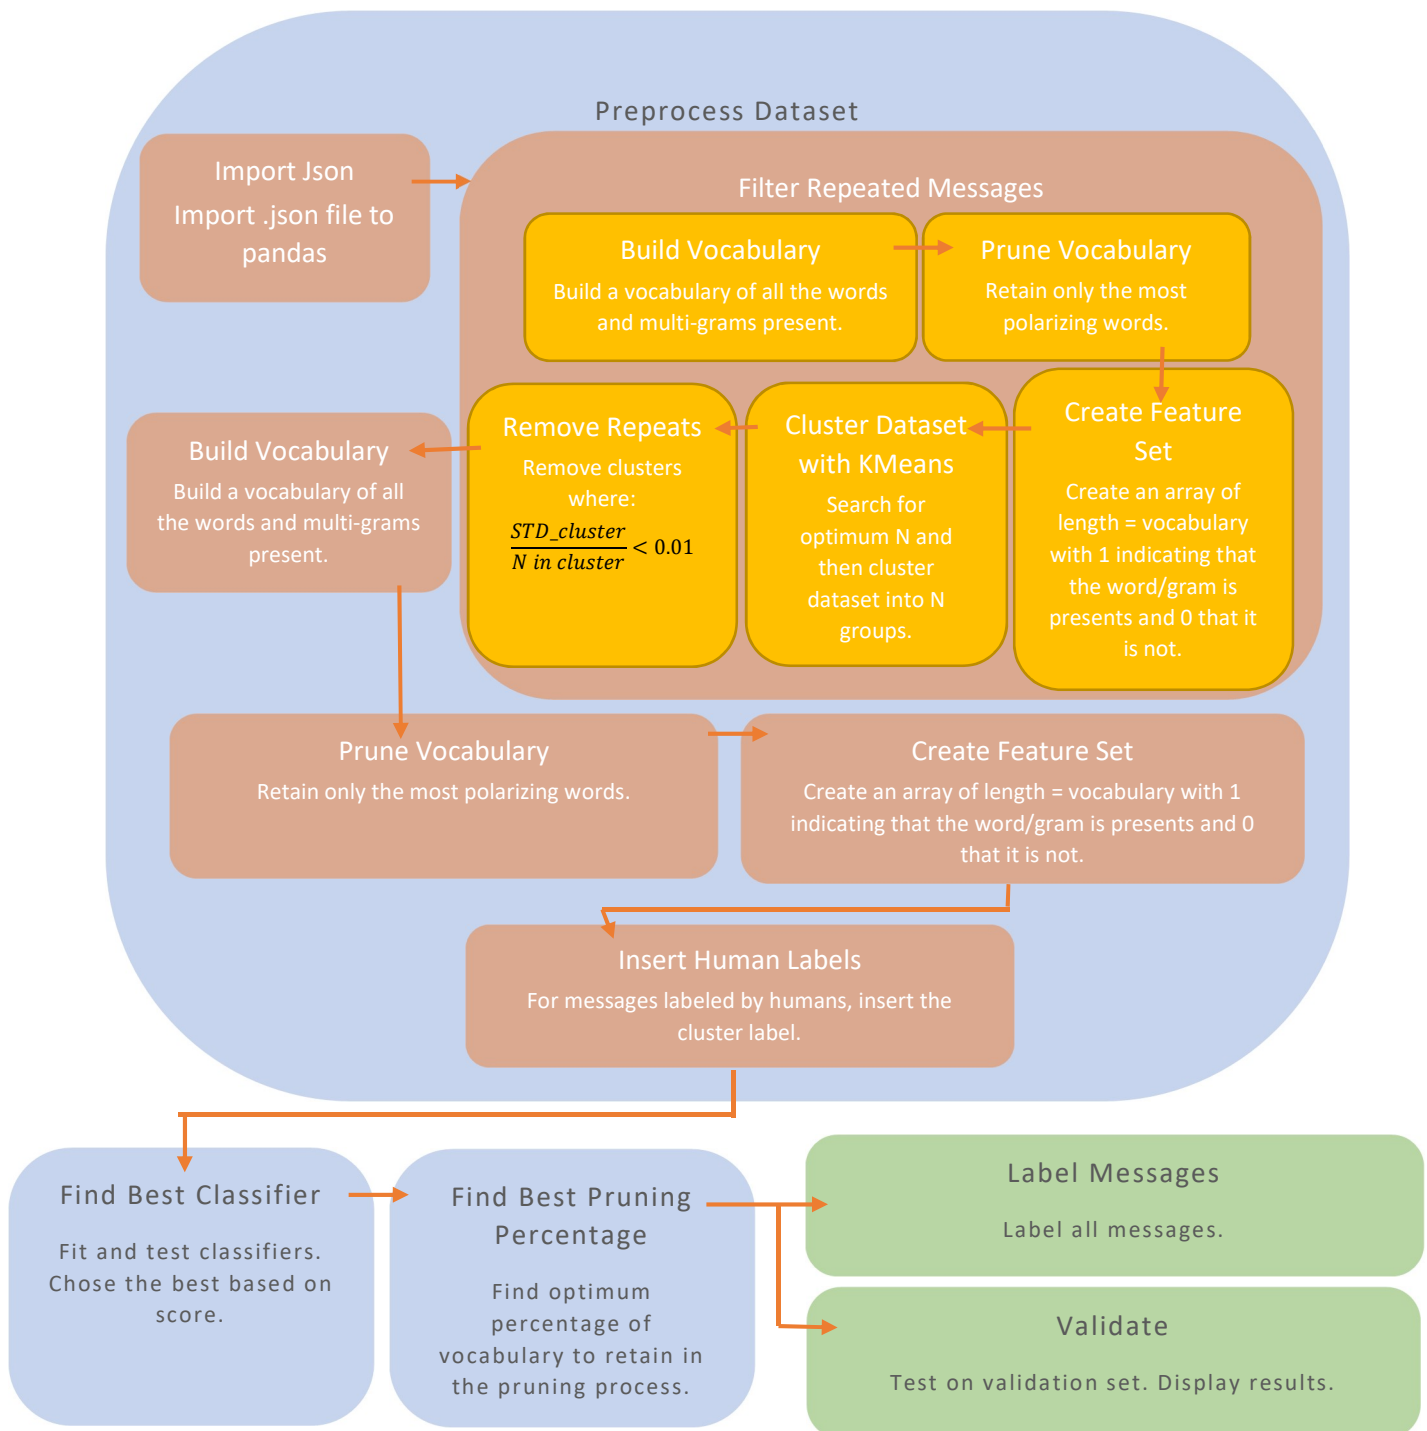 Preprocess Dataset
Import Json
Import .json file to
pandas
Filter Repeated Messages
Build Vocabulary
Build a vocabulary of all the words
and multi-grams present.
Prune Vocabulary
Retain only the most
polarizing words.
Create Feature
Set
Create an array of
length = vocabulary
with 1 indicating that
the word/gram is
presents and 0 that it
is not.
Cluster Dataset
with KMeans
Search for
optimum N and
then cluster
dataset into N
groups.
Remove Repeats
Remove clusters
where:
STD_cluster
N in cluster
< 0.01
Build Vocabulary
Build a vocabulary of all
the words and multi-grams
present.
Prune Vocabulary
Retain only the most polarizing words.
Create Feature Set
Create an array of length = vocabulary with 1
indicating that the word/gram is presents and 0
that it is not.
Insert Human Labels
For messages labeled by humans, insert the
cluster label.
Find Best Classifier
Fit and test classifiers.
Chose the best based on
score.
Find Best Pruning
Percentage
Find optimum
percentage of
vocabulary to retain in
the pruning process.
Label Messages
Label all messages.
Validate
Test on validation set. Display results.